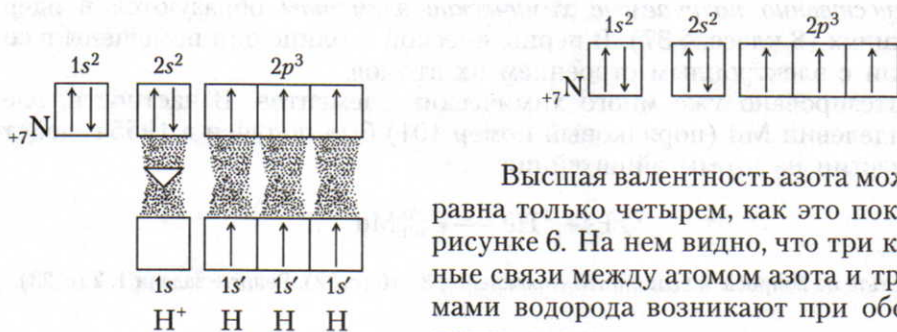 1s² 2s² 2p³
₊₇N
1s 1s′ 1s′ 1s′
H⁺ H H H
1s² 2s² 2p³
₊₇N
Высшая валентность азота мож
равна только четырем, как это пок
рисунке 6. На нем видно, что три к
ные связи между атомом азота и тр
мами водорода возникают при обо